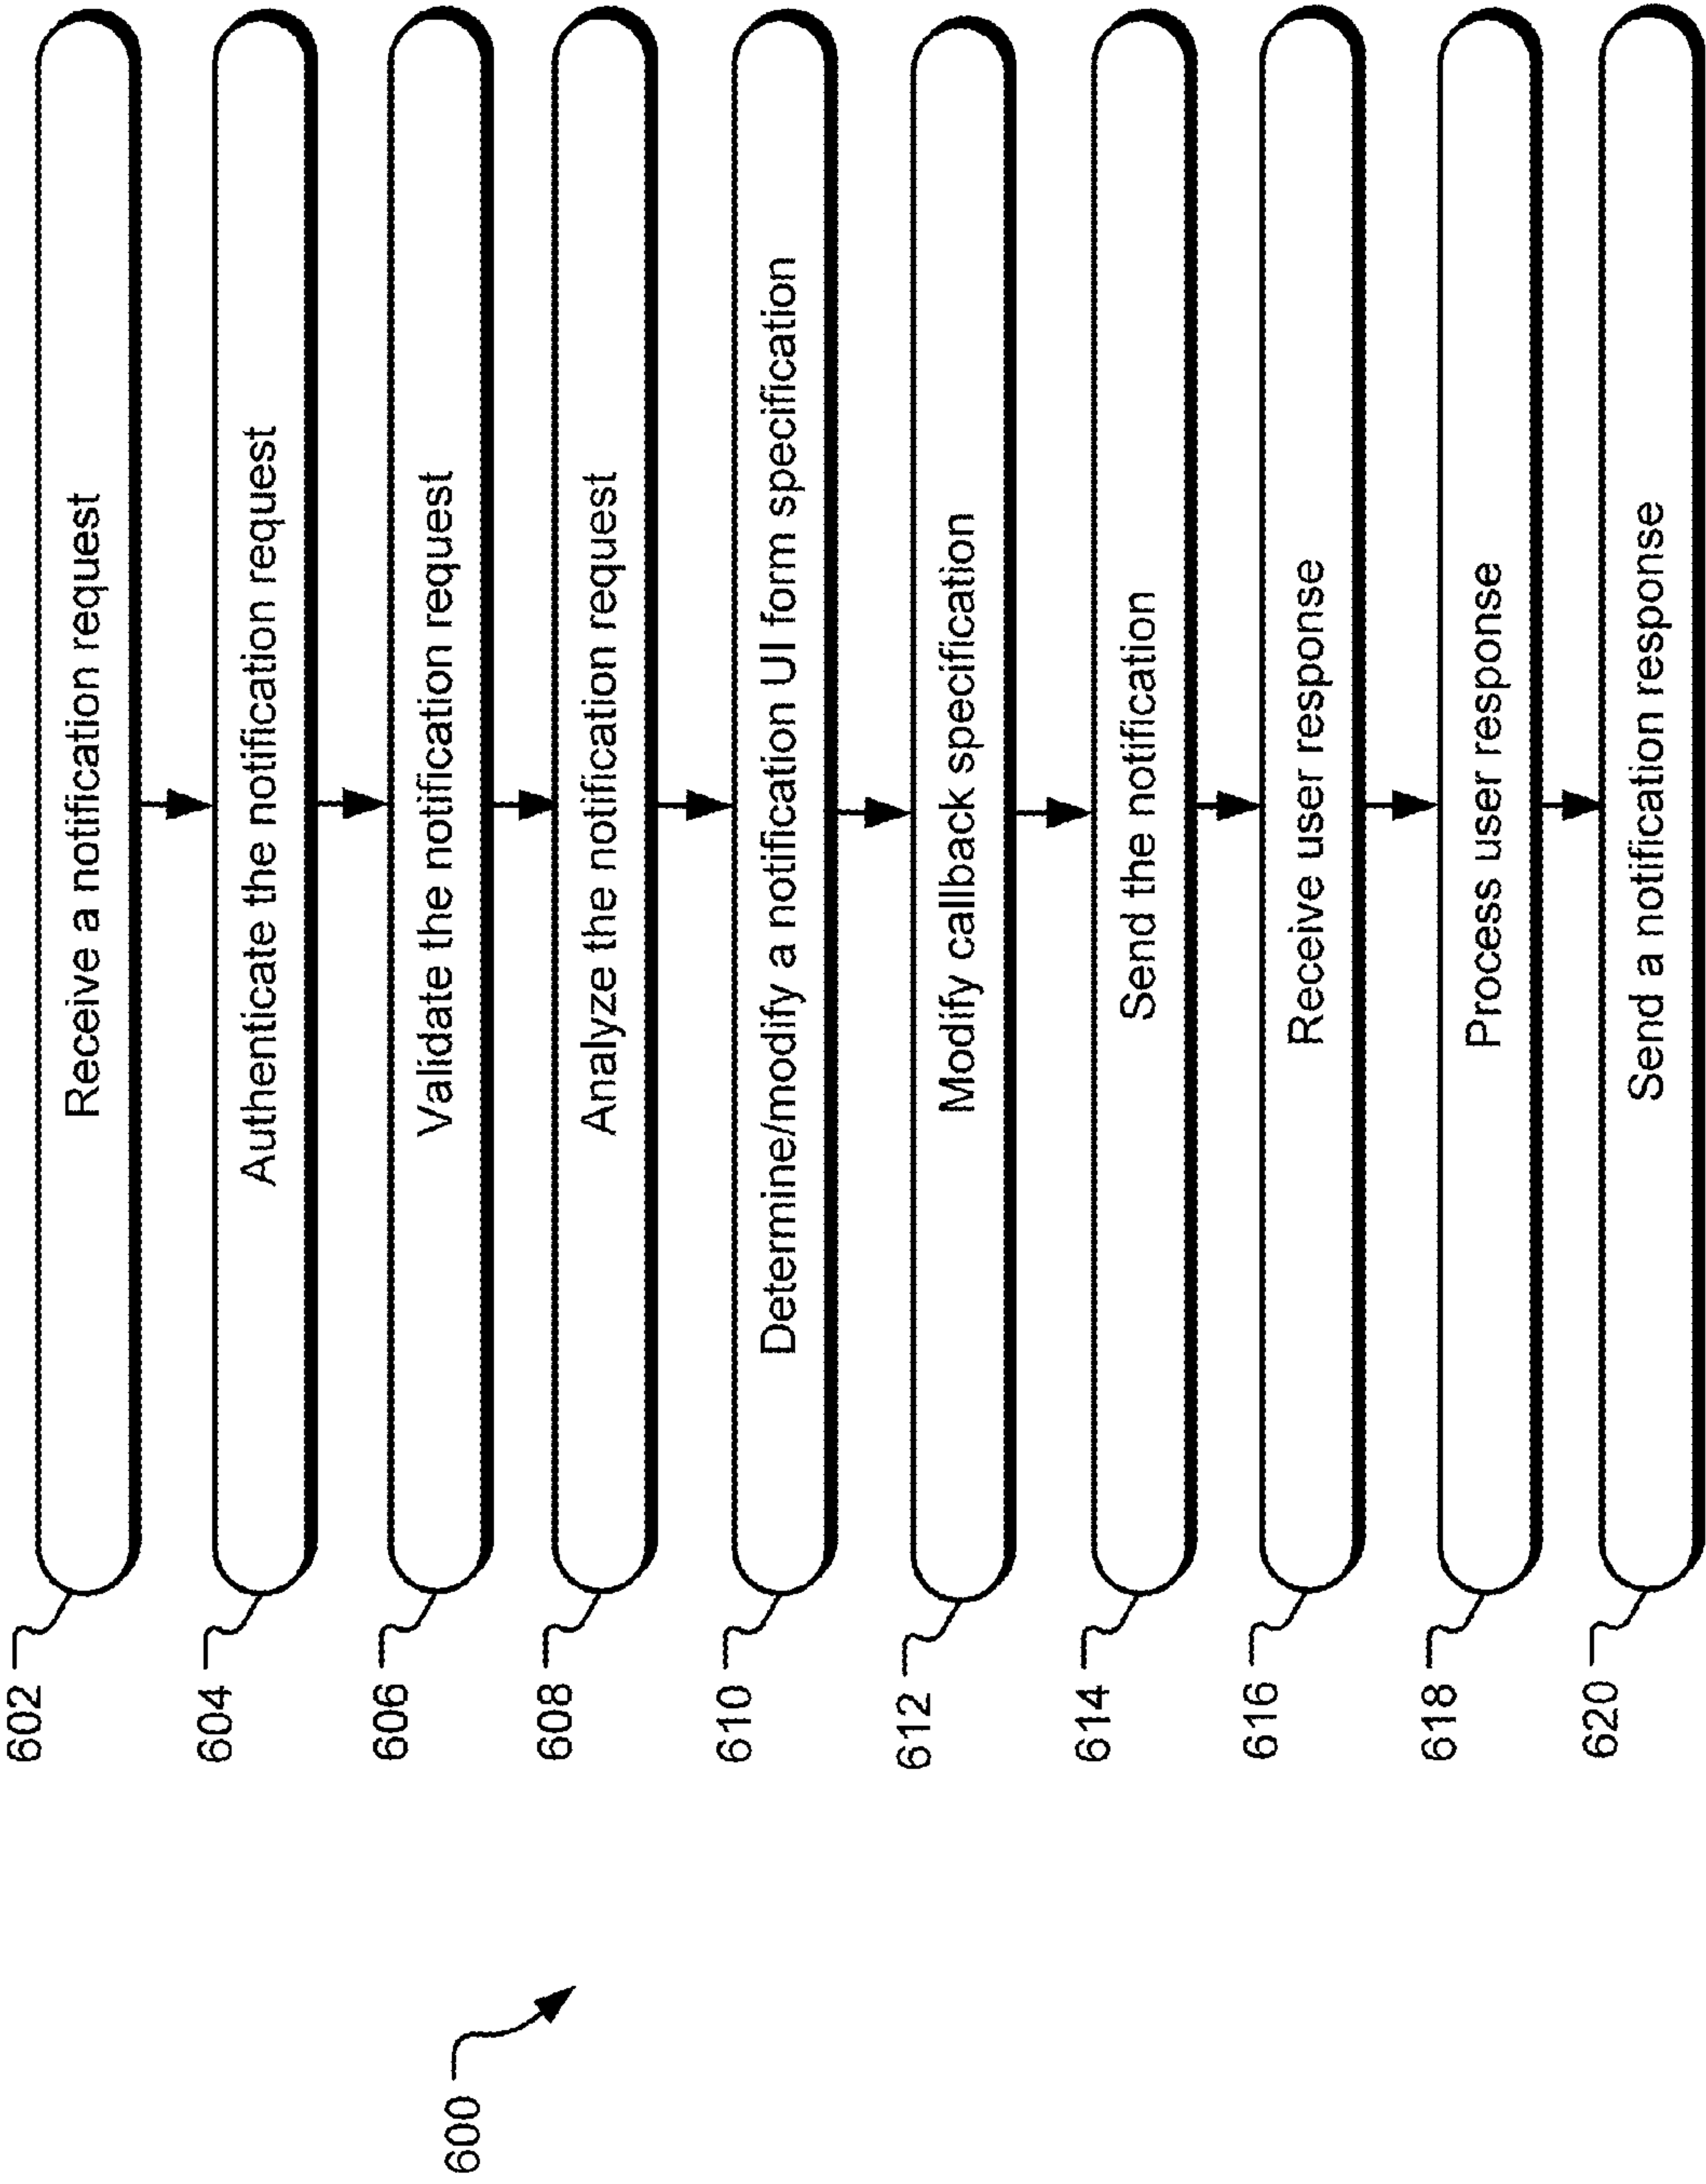 600
602
Receive a notification request
604
Authenticate the notification request
606
Validate the notification request
608
Analyze the notification request
610
Determine/modify a notification UI form specification
612
Modify callback specification
614
Send the notification
616
Receive user response
618
Process user response
620
Send a notification response